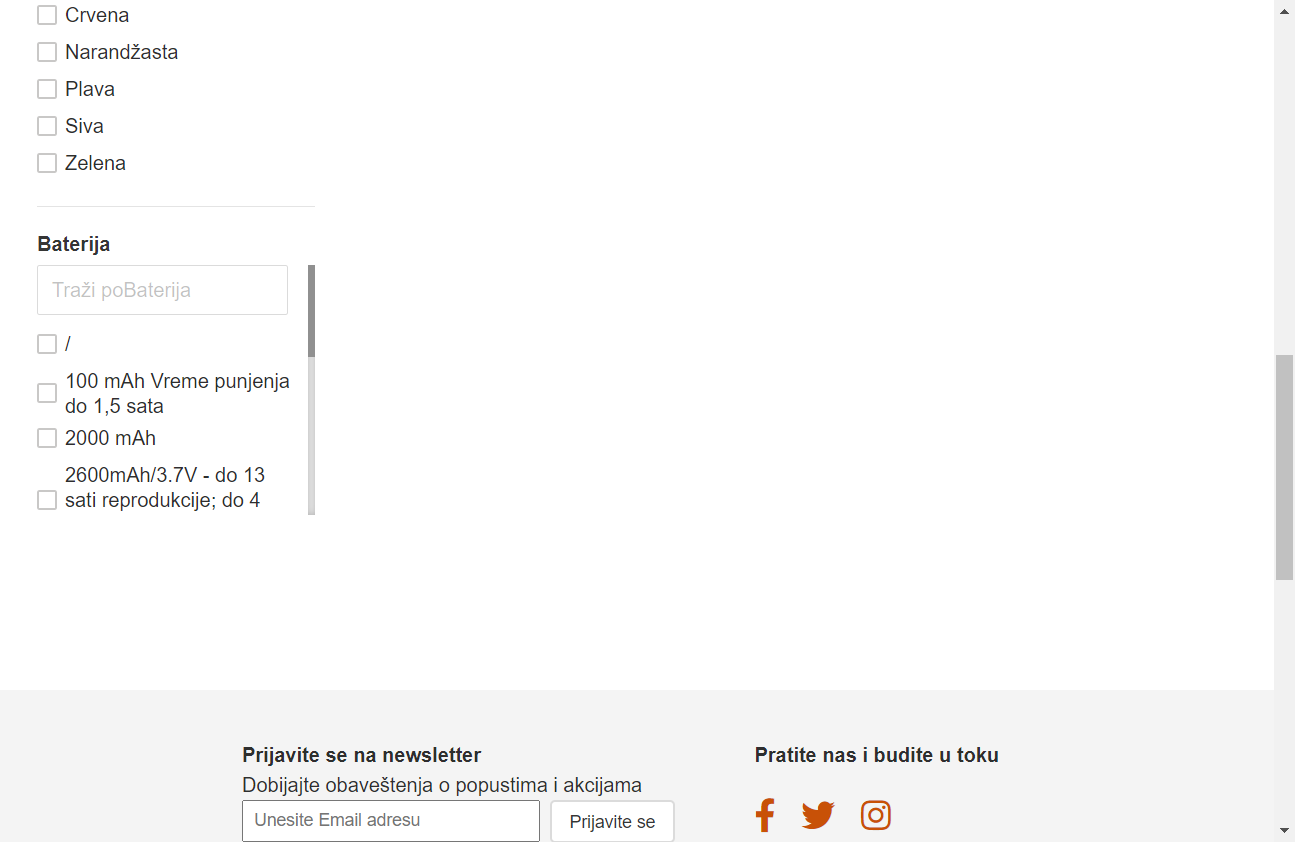 Crvena
Narandžasta
Plava
Siva
Zelena
Baterija
Traži poBaterija
/
100 mAh Vreme punjenja
do 1,5 sata
2000 mAh
2600mAh/3.7V - do 13
sati reprodukcije; do 4
Prijavite se na newsletter
Dobijajte obaveštenja o popustima i akcijama
Unesite Email adresu
Prijavite se
Pratite nas i budite u toku